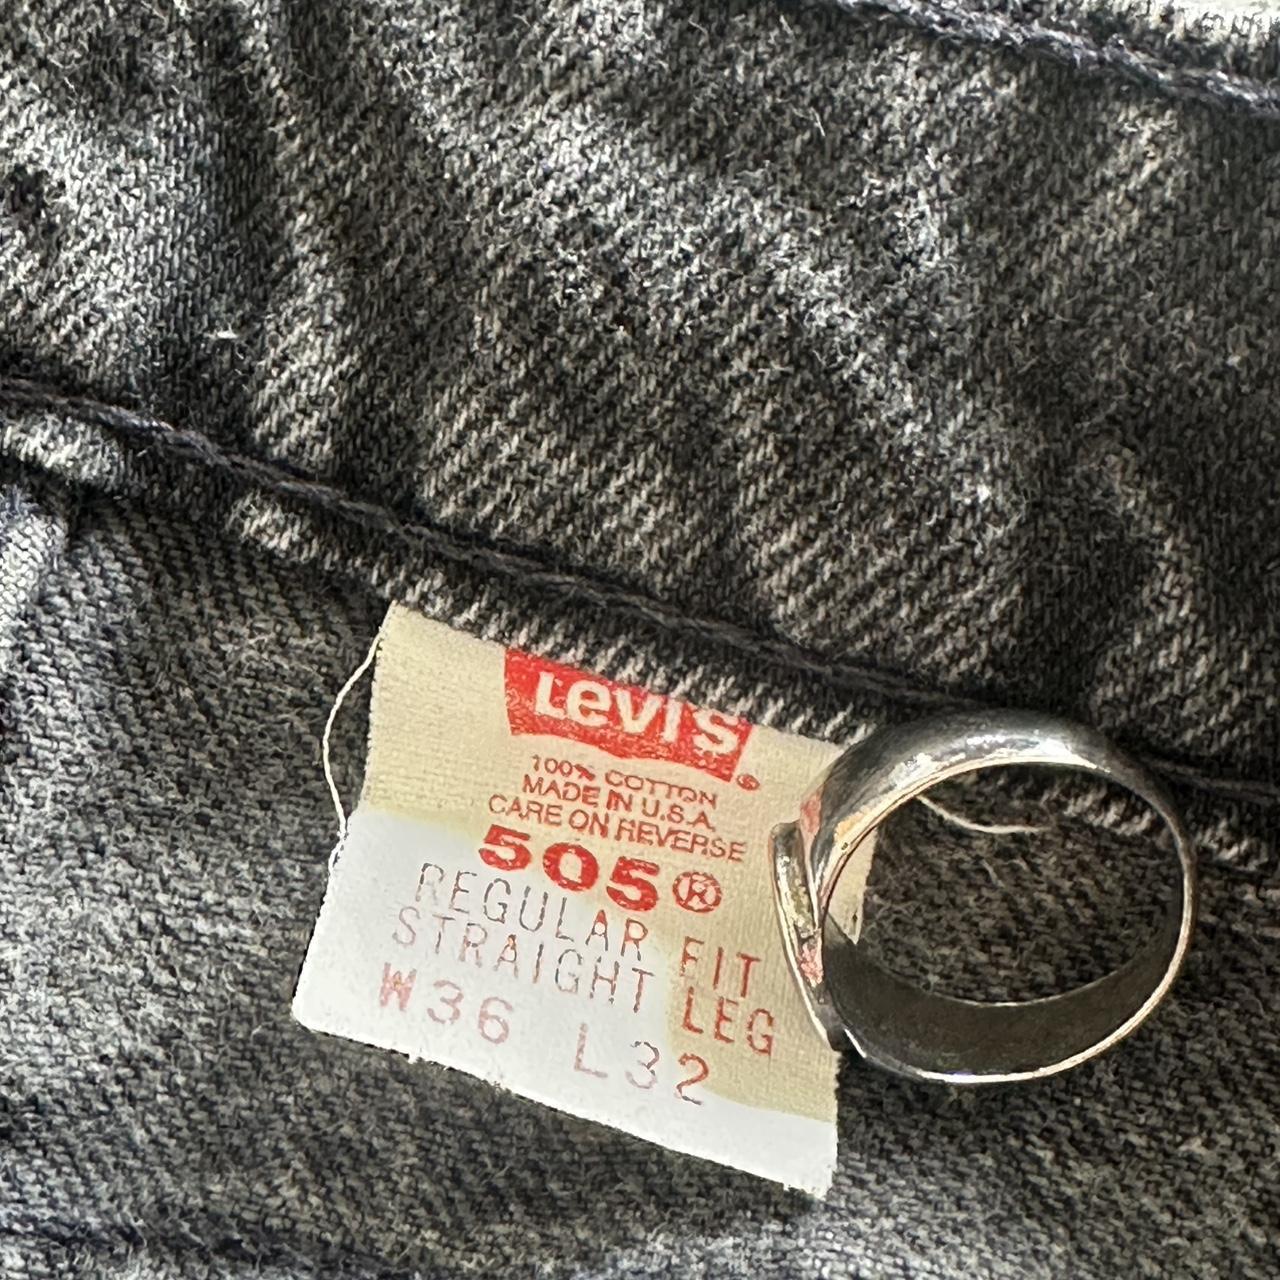 Levi's®
100% COTTON
MADE IN U.S.A.
CARE ON REVERSE
505®
REGULAR FIT
STRAIGHT LEG
W36 L32